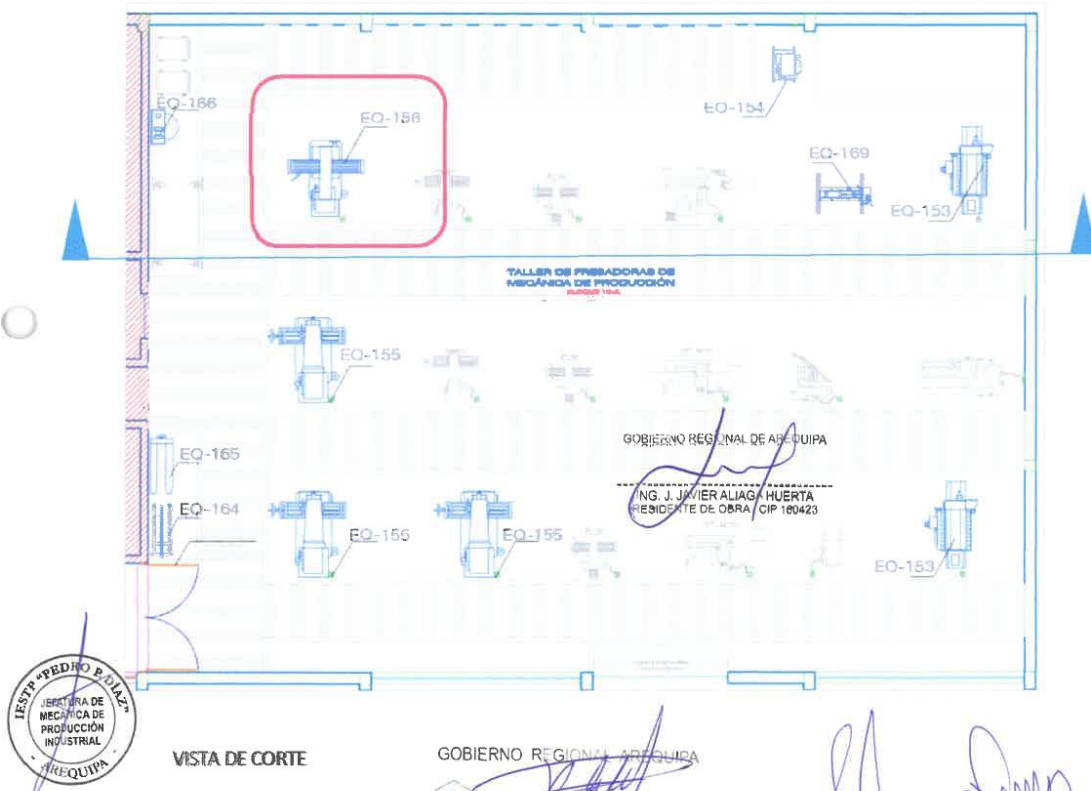 EQ-166
EQ-156
EQ-154
EQ-169
EQ-153
TALLER DE FRESADORAS DE
MECÁNICA DE PRODUCCIÓN
EQ-155
GOBIERNO REGIONAL DE AREQUIPA
ING. J. JAVIER ALIAGA HUERTA
RESIDENTE DE OBRA CIP 160423
EQ-165
EQ-164
EQ-155
EQ-155
EQ-153
IESTP "PEDRO P. DÍAZ"
JEFATURA DE
MECÁNICA DE
PRODUCCIÓN
INDUSTRIAL
AREQUIPA
VISTA DE CORTE
GOBIERNO REGIONAL AREQUIPA